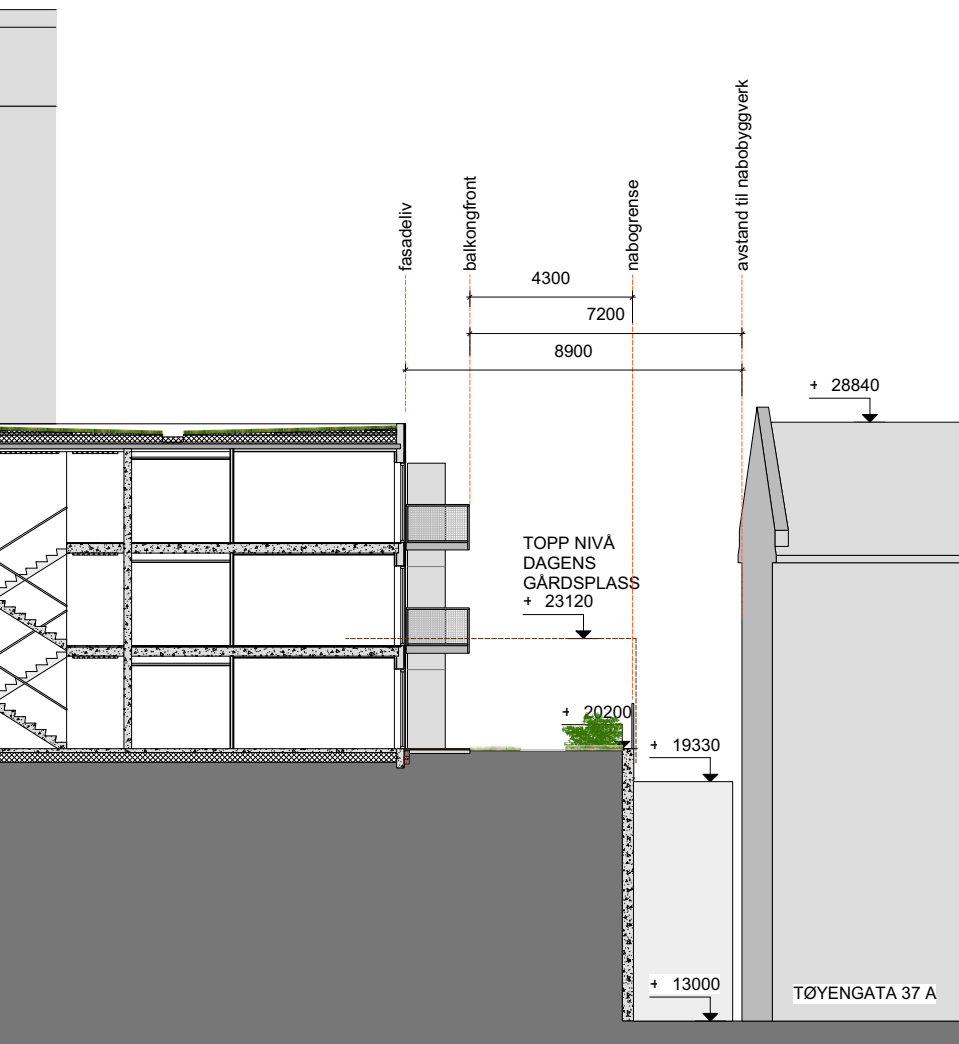 fasadeliv
balkongfront
nabogrense
avstand til nabobyggverk
4300
7200
8900
+ 28840
TOPP NIVÅ
DAGENS
GÅRDSPLASS
+ 23120
+ 20200
+ 19330
+ 13000
TØYENGATA 37 A